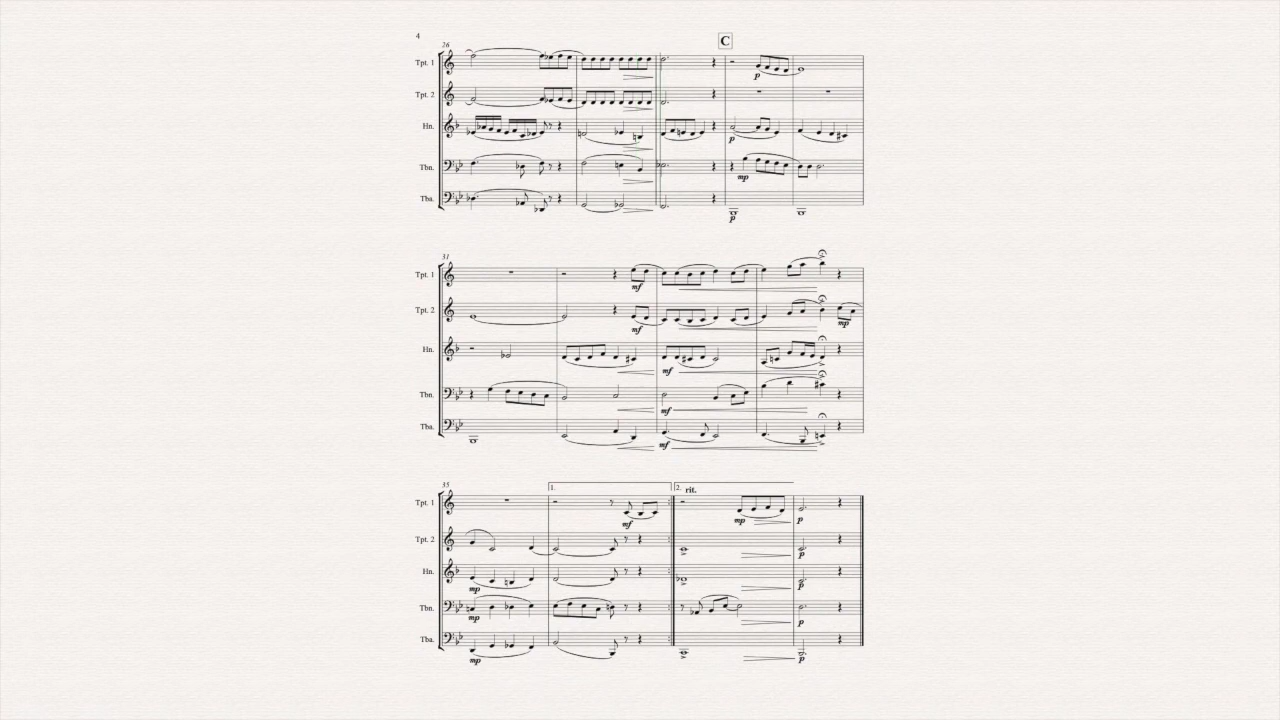 4
C
26
Tpt. 1
p
Tpt. 2
Hn.
p
Tbn.
mp
Tba.
p
31
Tpt. 1
mf
Tpt. 2
mf
mp
Hn.
mf
Tbn.
mf
Tba.
mf
35
1.
2. rit.
Tpt. 1
mf
mp
p
Tpt. 2
p
Hn.
mp
p
Tbn.
mp
p
Tba.
mp
p